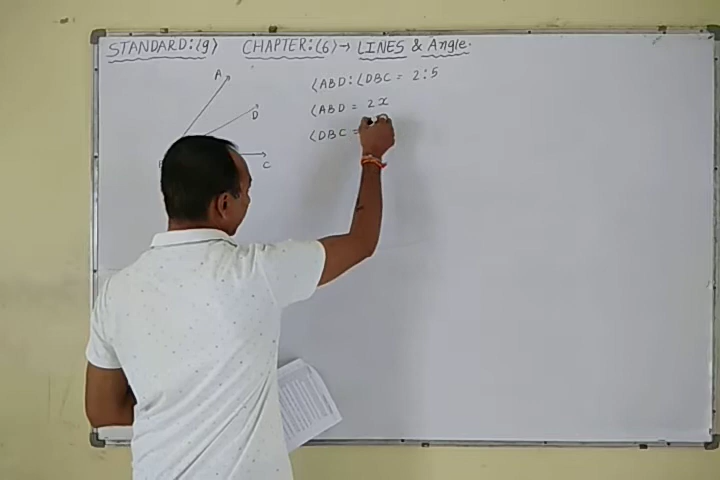 STANDARD:(9) CHAPTER:(6)→ LINES & Angle.
A
D
C
∠ABD:∠DBC = 2:5
∠ABD = 2x
∠DBC =